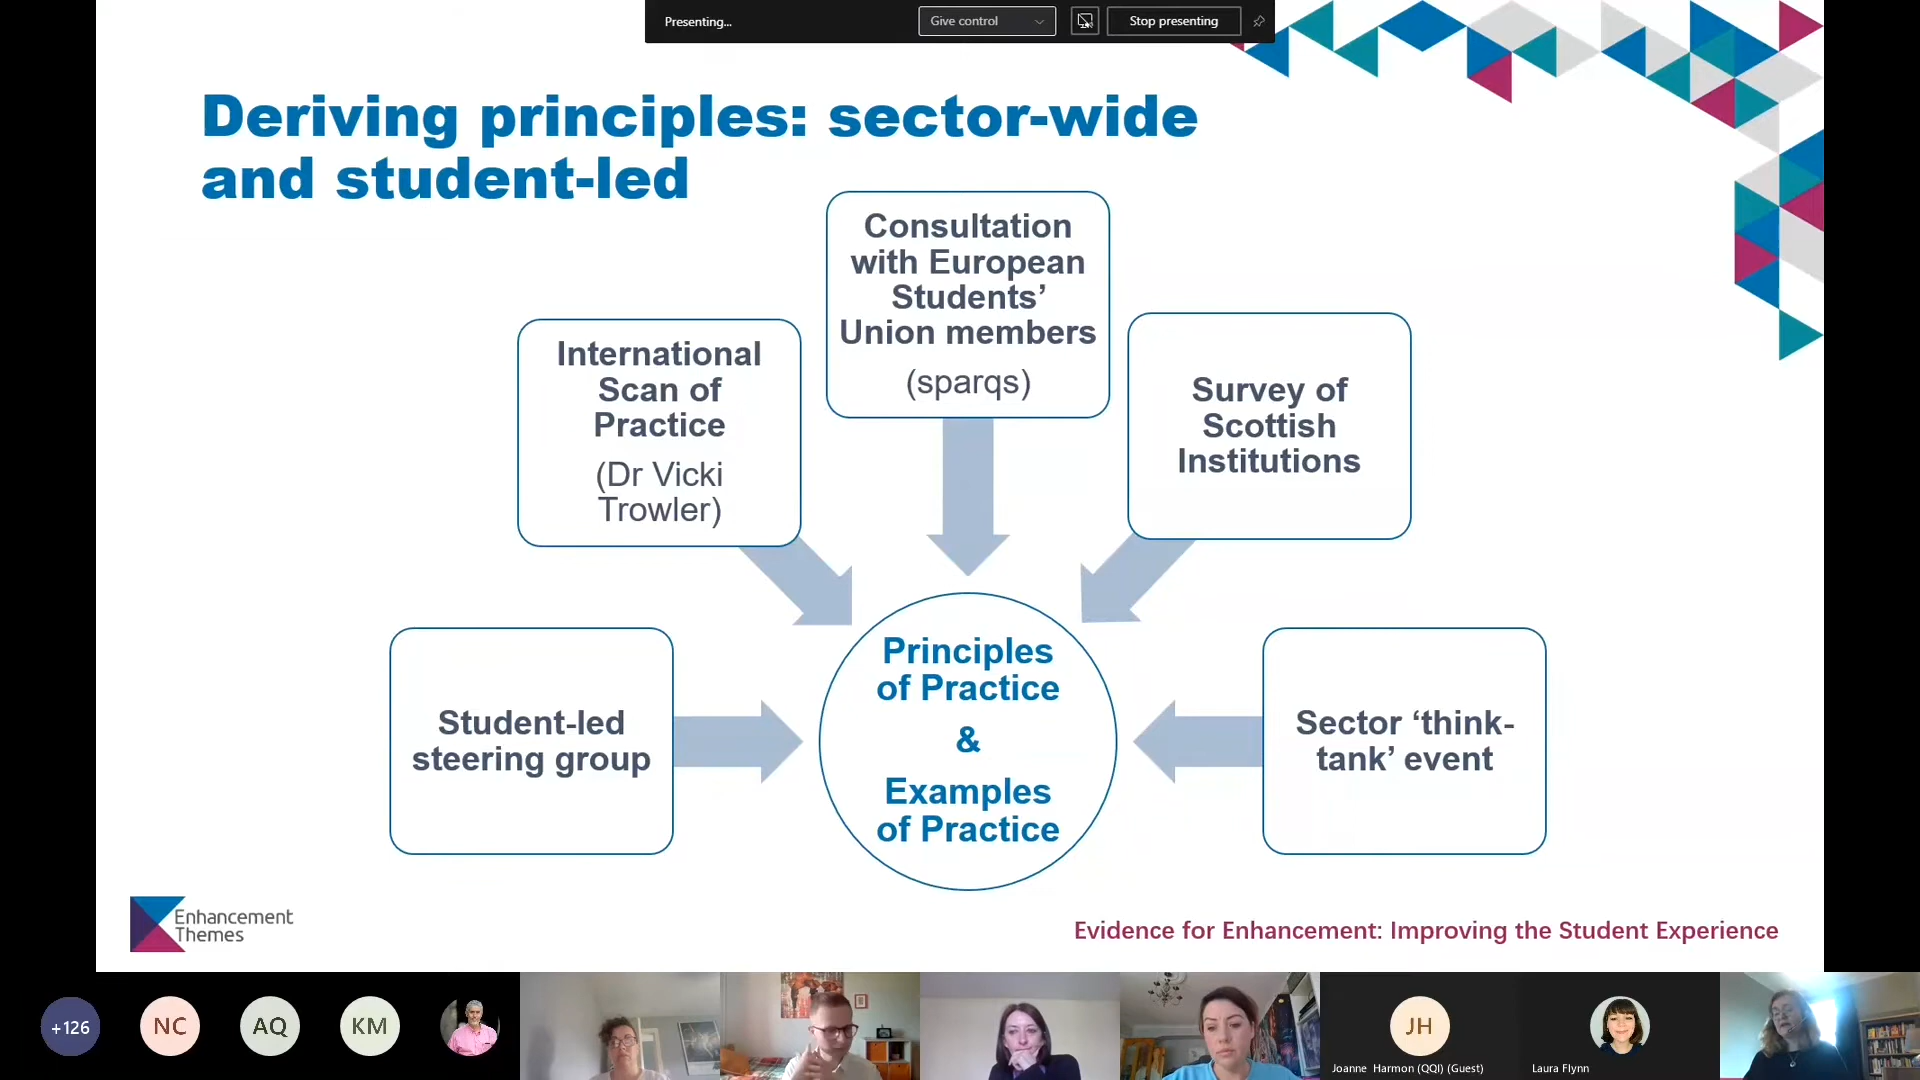 Presenting...
Give control
Stop presenting
Deriving principles: sector-wide
and student-led
Consultation
with European
Students’
Union members
(sparqs)
International
Scan of
Practice
(Dr Vicki
Trowler)
Survey of
Scottish
Institutions
Student-led
steering group
Principles
of Practice
&
Examples
of Practice
Sector ‘think-
tank’ event
Enhancement
Themes
Evidence for Enhancement: Improving the Student Experience
+126
NC
AQ
KM
JH
Joanne Harmon (QQI) (Guest)
Laura Flynn